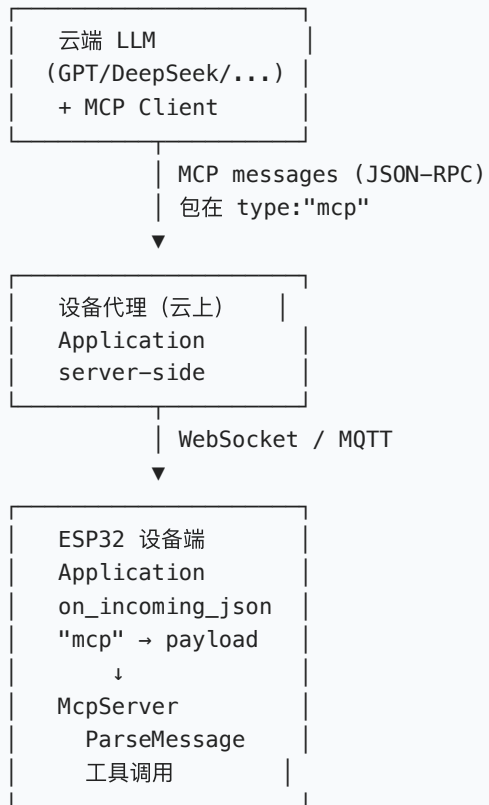 云端 LLM
(GPT/DeepSeek/...)
+ MCP Client
MCP messages (JSON-RPC)
包在 type:"mcp"
设备代理（云上）
Application
server-side
WebSocket / MQTT
ESP32 设备端
Application
on_incoming_json
"mcp" → payload
↓
McpServer
ParseMessage
工具调用